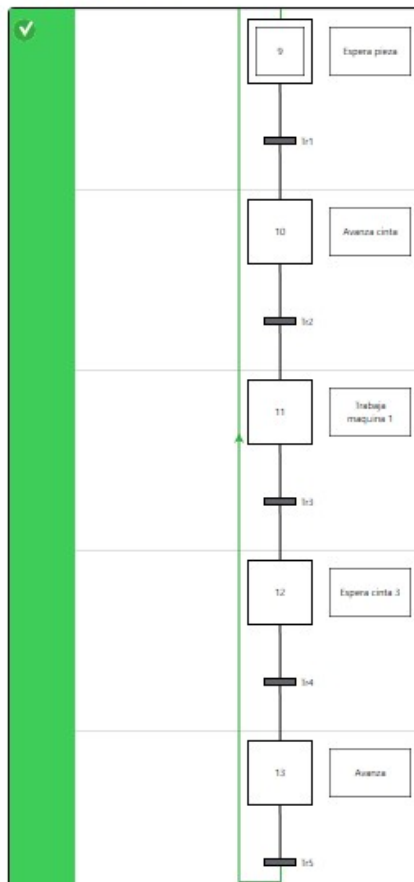 9
Espera pieza
Tr1
10
Avanza cinta
Tr2
11
Trabaja
maquina 1
Tr3
12
Espera cinta 3
Tr4
13
Avanza
Tr5